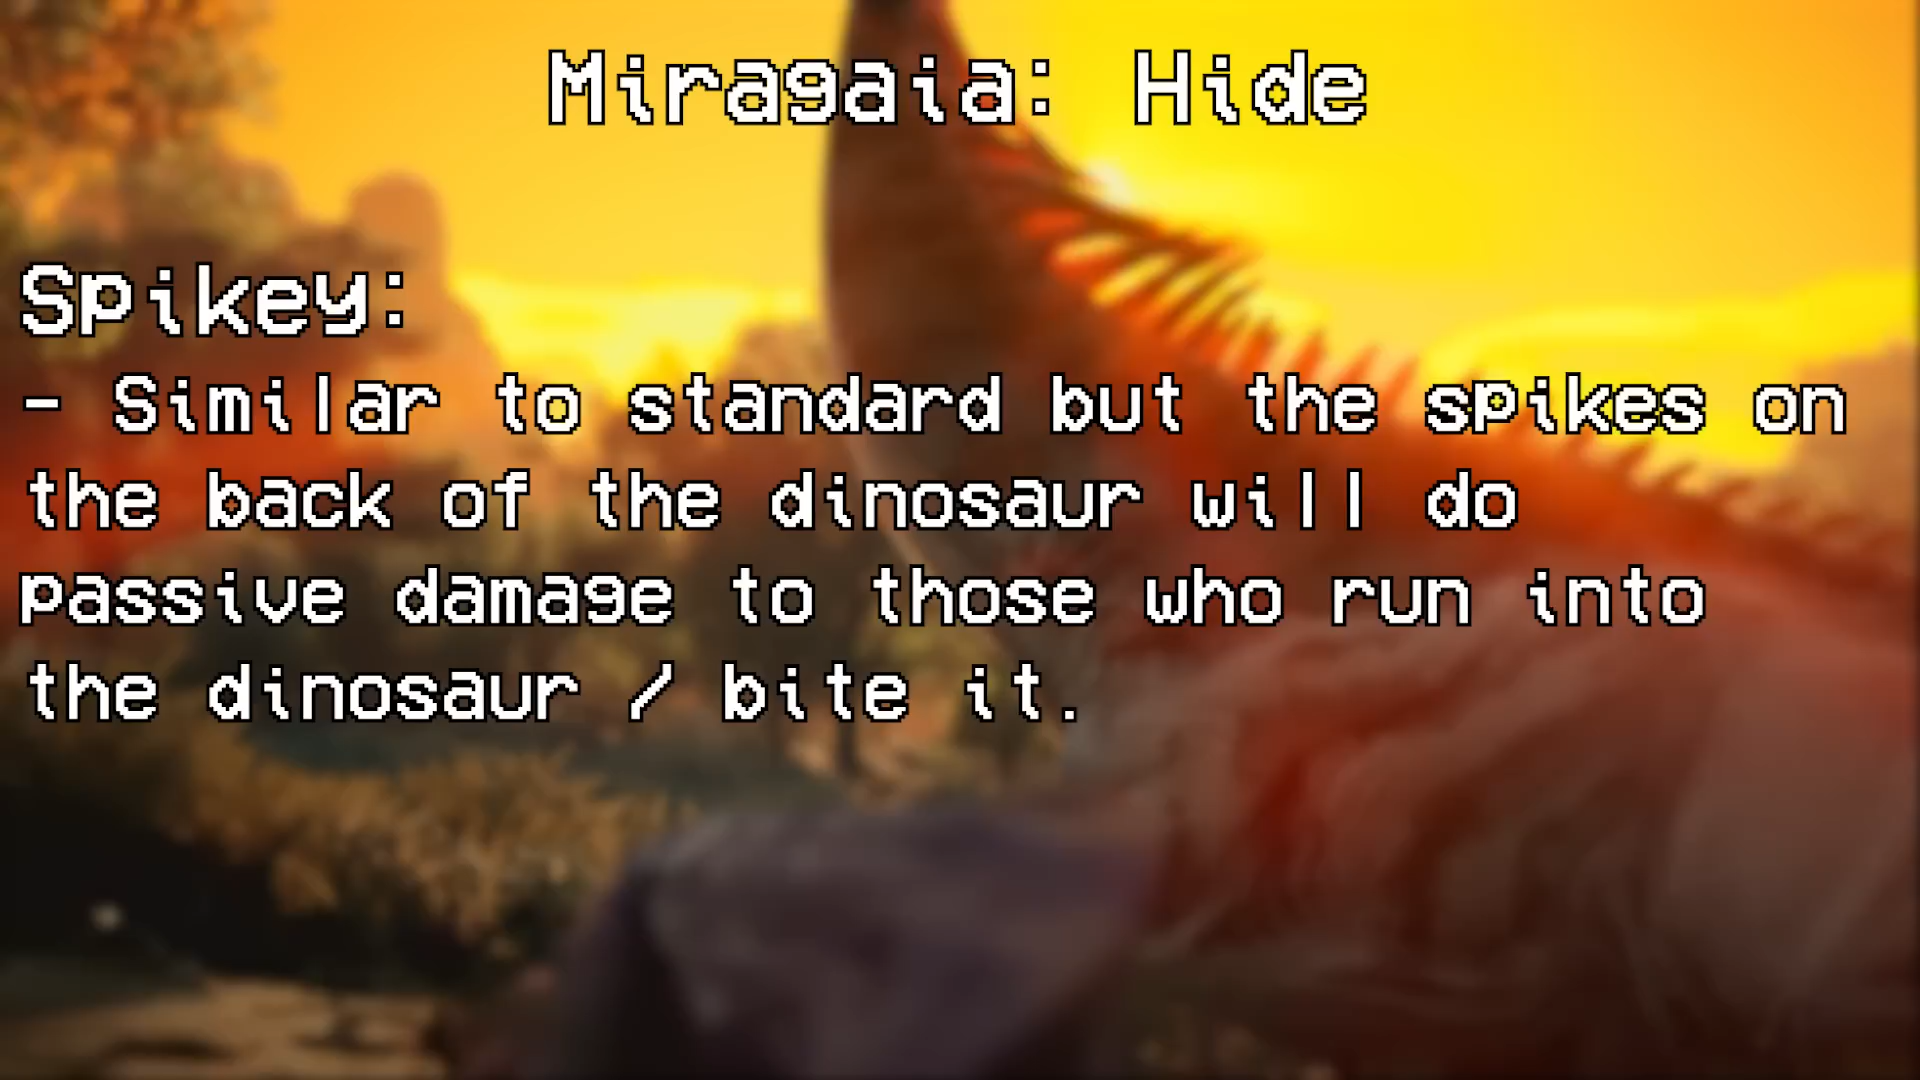 Miragaia: Hide
Spikey:
- Similar to standard but the spikes on
the back of the dinosaur will do
passive damage to those who run into
the dinosaur / bite it.